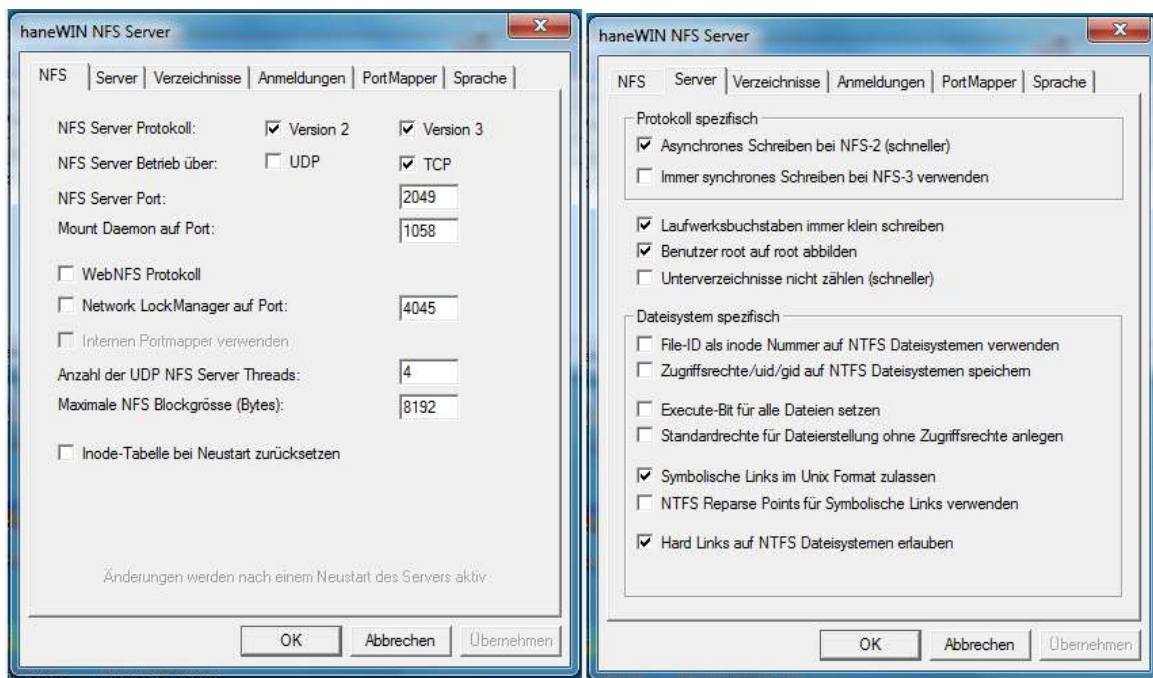 haneWIN NFS Server
NFS Server Verzeichnisse Anmeldungen PortMapper Sprache
NFS Server Protokoll: Version 2 Version 3
NFS Server Betrieb über: UDP TCP
NFS Server Port: 2049
Mount Daemon auf Port: 1058
WebNFS Protokoll
Network LockManager auf Port: 4045
Internen Portmapper verwenden
Anzahl der UDP NFS Server Threads: 4
Maximale NFS Blockgrösse (Bytes): 8192
Inode-Tabelle bei Neustart zurücksetzen
Änderungen werden nach einem Neustart des Servers aktiv
OK Abbrechen Übernehmen
haneWIN NFS Server
NFS Server Verzeichnisse Anmeldungen PortMapper Sprache
Protokoll spezifisch
Asynchrones Schreiben bei NFS-2 (schneller)
Immer synchrones Schreiben bei NFS-3 verwenden
Laufwerksbuchstaben immer klein schreiben
Benutzer root auf root abbilden
Unterverzeichnisse nicht zählen (schneller)
Dateisystem spezifisch
File-ID als inode Nummer auf NTFS Dateisystemen verwenden
Zugriffsrechte/uid/gid auf NTFS Dateisystemen speichern
Execute-Bit für alle Dateien setzen
Standardrechte für Dateierstellung ohne Zugriffsrechte anlegen
Symbolische Links im Unix Format zulassen
NTFS Reparse Points für Symbolische Links verwenden
Hard Links auf NTFS Dateisystemen erlauben
OK Abbrechen Übernehmen